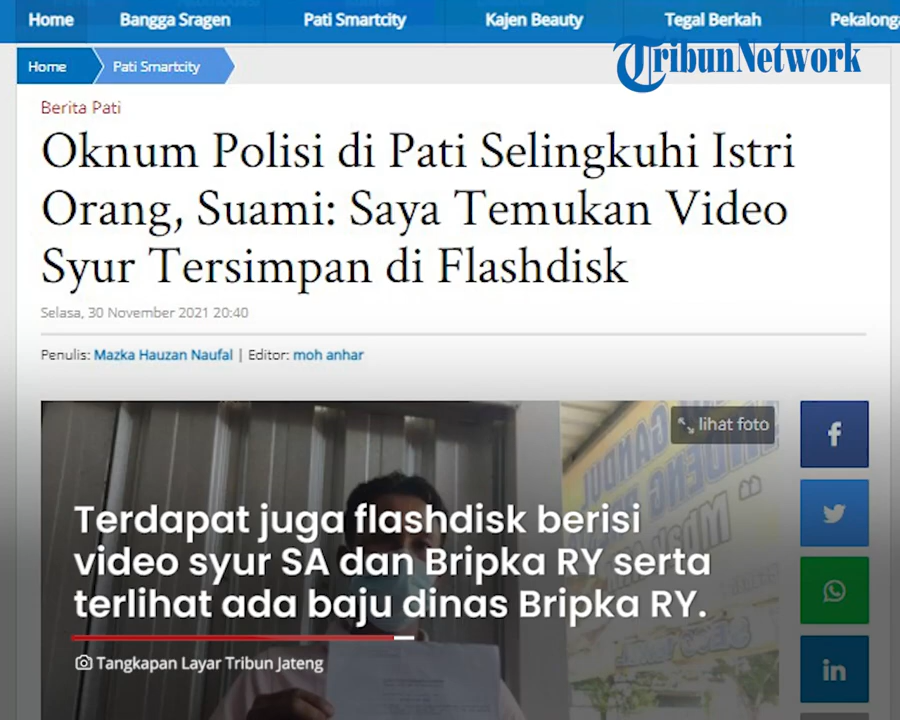 Home Bangga Sragen Pati Smartcity Kajen Beauty Tegal Berkah
Home Pati Smartcity
TribunNetwork
Berita Pati
Oknum Polisi di Pati Selingkuhi Istri
Orang, Suami: Saya Temukan Video
Syur Tersimpan di Flashdisk
Selasa, 30 November 2021 20:40
Penulis: Mazka Hauzan Naufal | Editor: moh anhar
lihat foto
Terdapat juga flashdisk berisi
video syur SA dan Bripka RY serta
terlihat ada baju dinas Bripka RY.
Tangkapan Layar Tribun Jateng